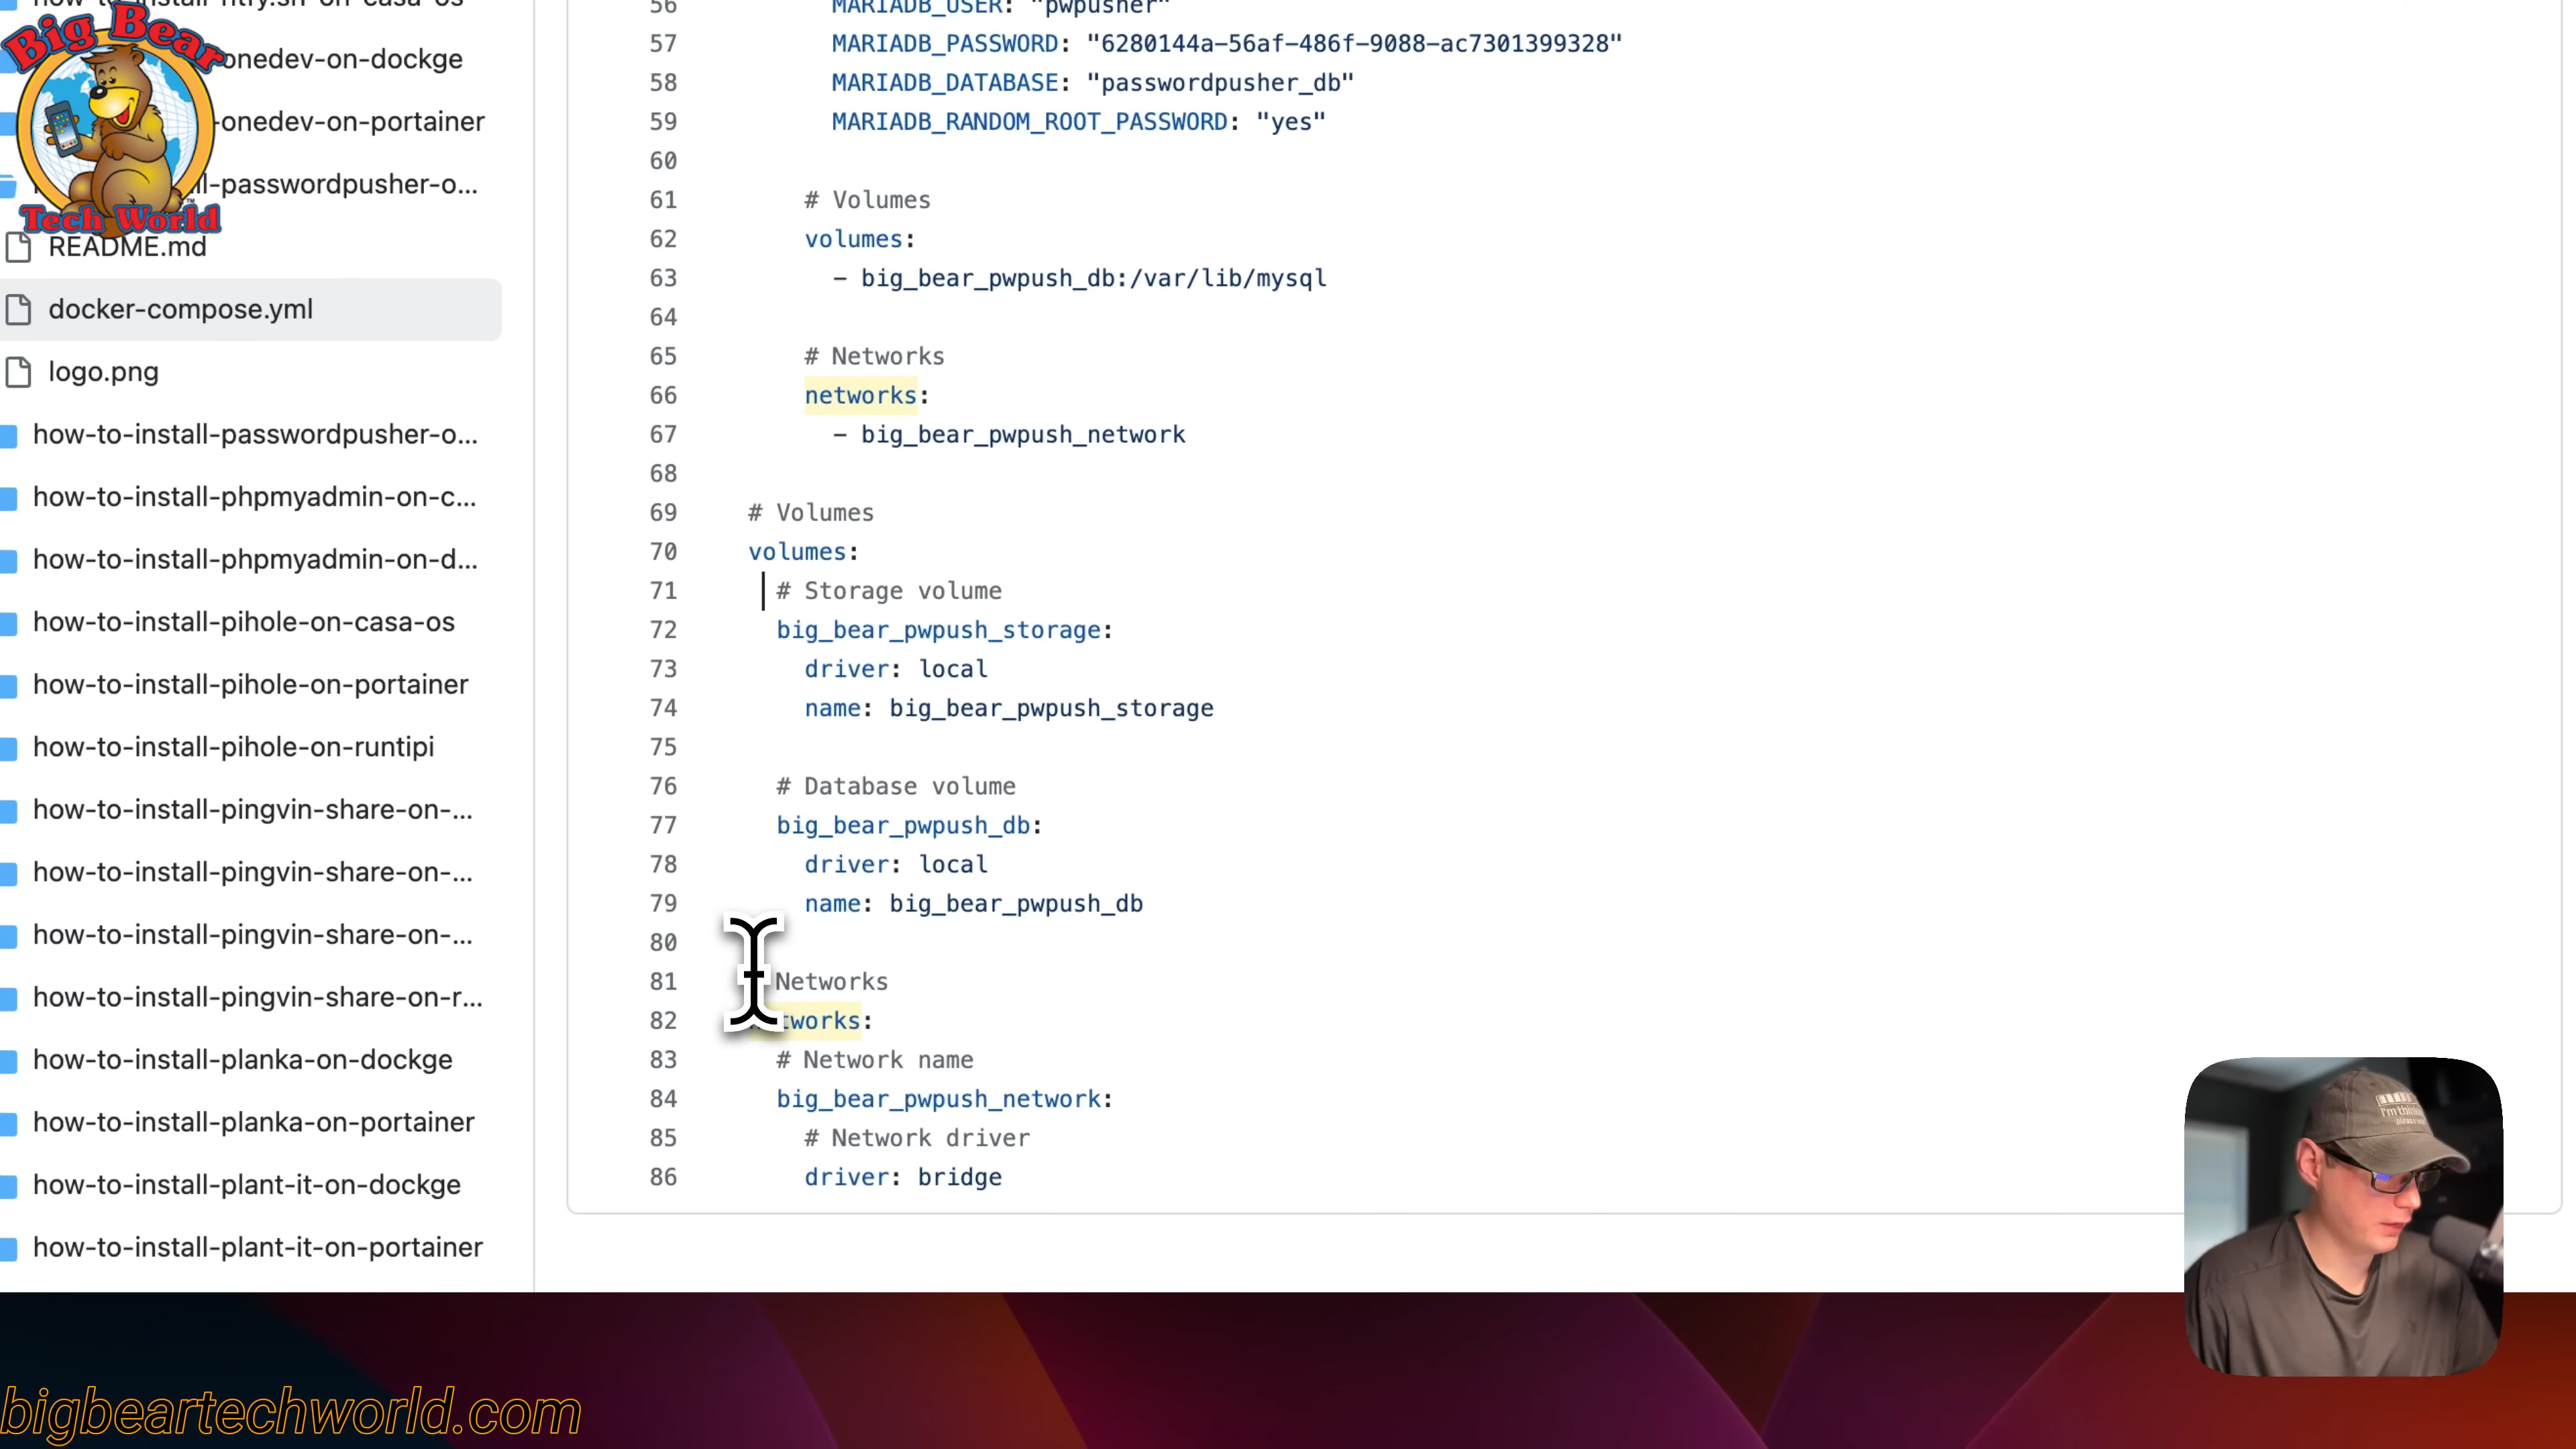 Big Bear
Tech World
TM
onedev-on-dockge
-onedev-on-portainer
ll-passwordpusher-o...
README.md
docker-compose.yml
logo.png
how-to-install-passwordpusher-o...
how-to-install-phpmyadmin-on-c...
how-to-install-phpmyadmin-on-d...
how-to-install-pihole-on-casa-os
how-to-install-pihole-on-portainer
how-to-install-pihole-on-runtipi
how-to-install-pingvin-share-on-...
how-to-install-pingvin-share-on-...
how-to-install-pingvin-share-on-...
how-to-install-pingvin-share-on-r...
how-to-install-planka-on-dockge
how-to-install-planka-on-portainer
how-to-install-plant-it-on-dockge
how-to-install-plant-it-on-portainer
56 MARIADB_USER: "pwpusher"
57 MARIADB_PASSWORD: "6280144a-56af-486f-9088-ac7301399328"
58 MARIADB_DATABASE: "passwordpusher_db"
59 MARIADB_RANDOM_ROOT_PASSWORD: "yes"
60
61 # Volumes
62 volumes:
63 - big_bear_pwpush_db:/var/lib/mysql
64
65 # Networks
66 networks:
67 - big_bear_pwpush_network
68
69 # Volumes
70 volumes:
71 # Storage volume
72 big_bear_pwpush_storage:
73 driver: local
74 name: big_bear_pwpush_storage
75
76 # Database volume
77 big_bear_pwpush_db:
78 driver: local
79 name: big_bear_pwpush_db
80
81 Networks
82 tworks:
83 # Network name
84 big_bear_pwpush_network:
85 # Network driver
86 driver: bridge
bigbeartechworld.com